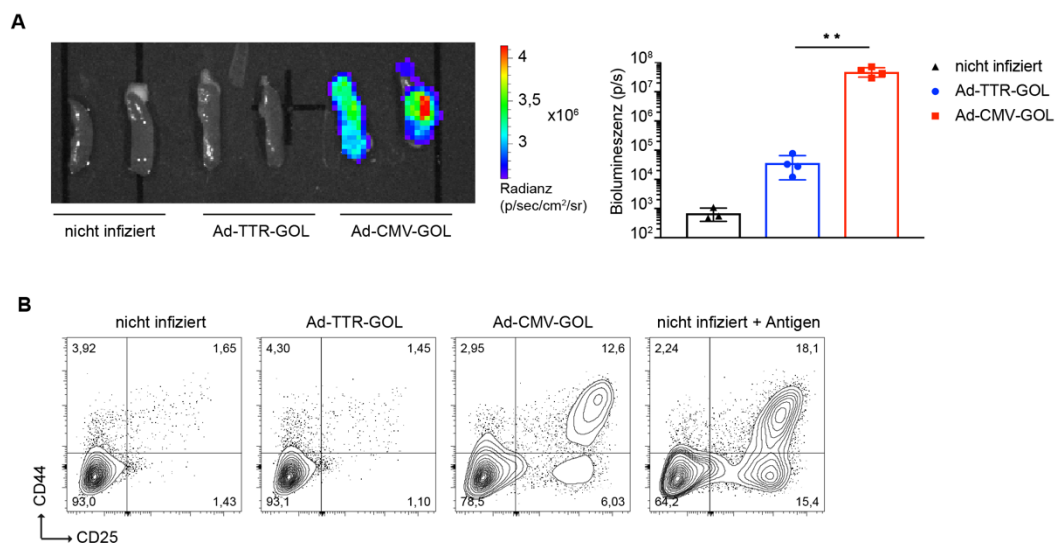 A
4
3,5
3
x10⁶
Radianz
(p/sec/cm²/sr)
nicht infiziert
Ad-TTR-GOL
Ad-CMV-GOL
Biolumineszenz (p/s)
10⁸
10⁷
10⁶
10⁵
10⁴
10³
10²
**
nicht infiziert
Ad-TTR-GOL
Ad-CMV-GOL
B
nicht infiziert
Ad-TTR-GOL
Ad-CMV-GOL
nicht infiziert + Antigen
3,92 1,65
4,30 1,45
2,95 12,6
2,24 18,1
93,0 1,43
93,1 1,10
78,5 6,03
64,2 15,4
CD44
CD25